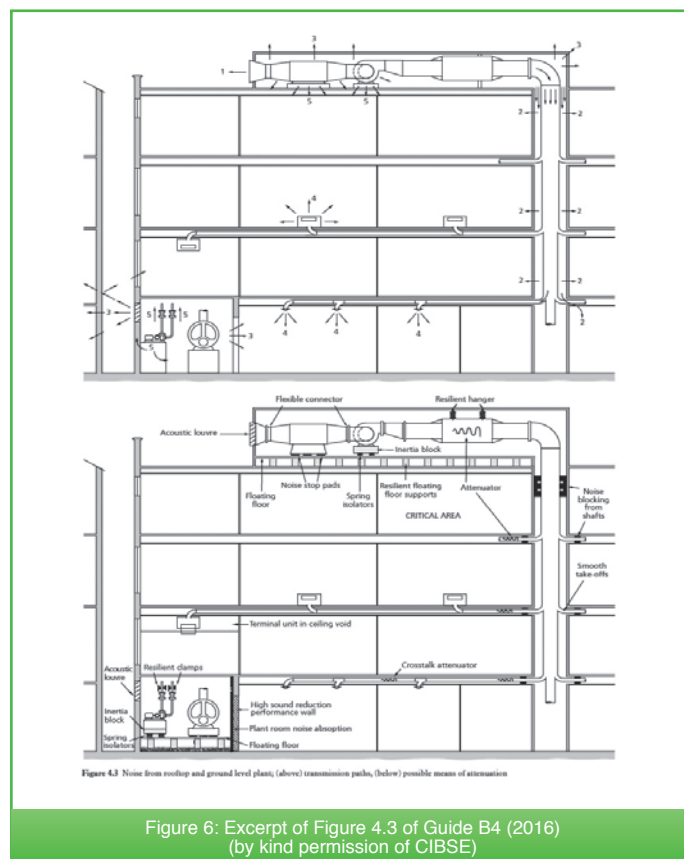 3
3
1
5
5
2
2
4
2
2
3
5
5
3
2
2
5
4
4
4
2
Resilient hanger
Flexible connector
Acoustic louvre
Inertia block
Floating
floor
Noise stop pads
Spring
isolators
Resilient floating
floor supports
Attenuator
CRITICAL AREA
Noise
blocking
from
shafts
Smooth
take-offs
Terminal unit in ceiling void
Acoustic
louvre
Resilient clamps
Crosstalk attenuator
Inertia
block
Spring
isolators
High sound reduction
performance wall
Plant room noise absoption
Floating floor
Figure 4.3 Noise from rooftop and ground level plant; (above) transmission paths, (below) possible means of attenuation
Figure 6: Excerpt of Figure 4.3 of Guide B4 (2016)
(by kind permission of CIBSE)